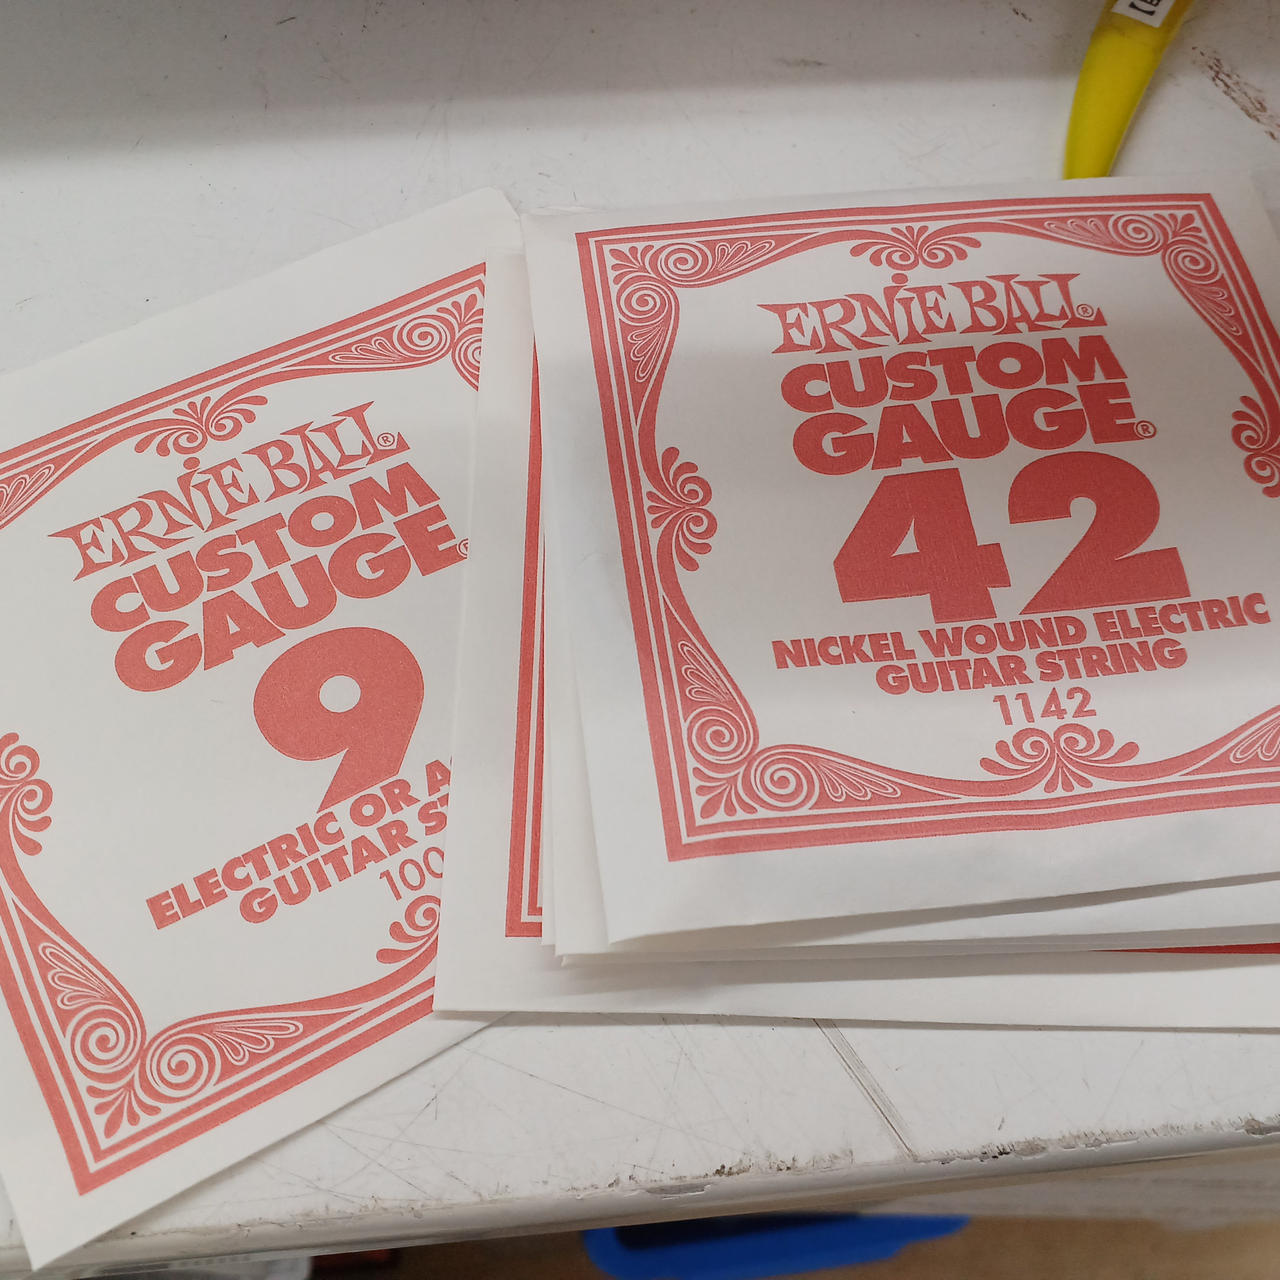 ERNIE BALL®
CUSTOM
GAUGE®
9
ELECTRIC OR
GUITAR
100
ERNIE BALL®
CUSTOM
GAUGE®
42
NICKEL WOUND ELECTRIC
GUITAR STRING
1142